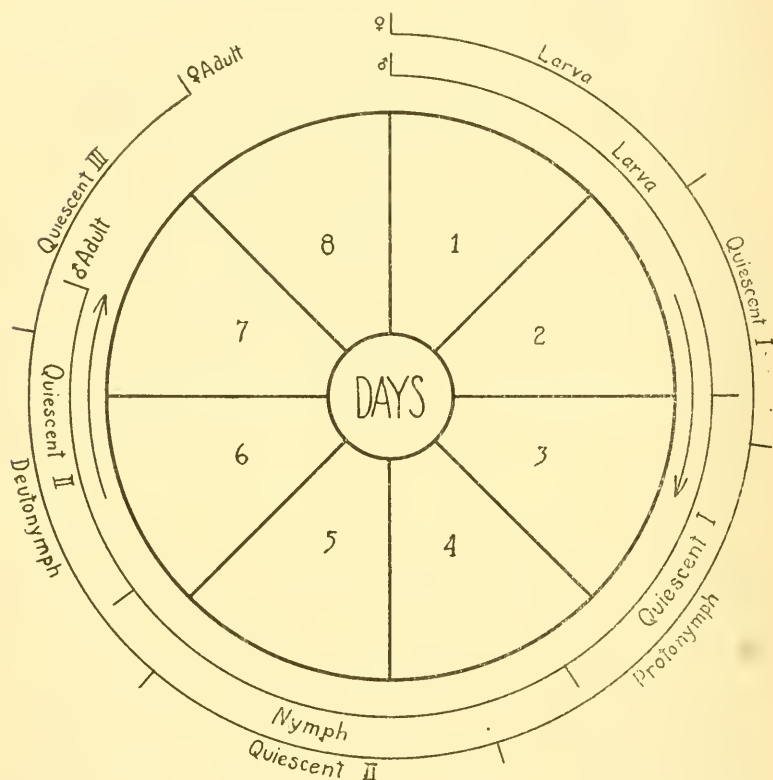 ♀
♂
Larva
Larva
Quiescent I
Quiescent I
Protonymph
Nymph
Quiescent II
Deutonymph
Quiescent II
♂Adult
Quiescent III
♀Adult
DAYS
1
2
3
4
5
6
7
8